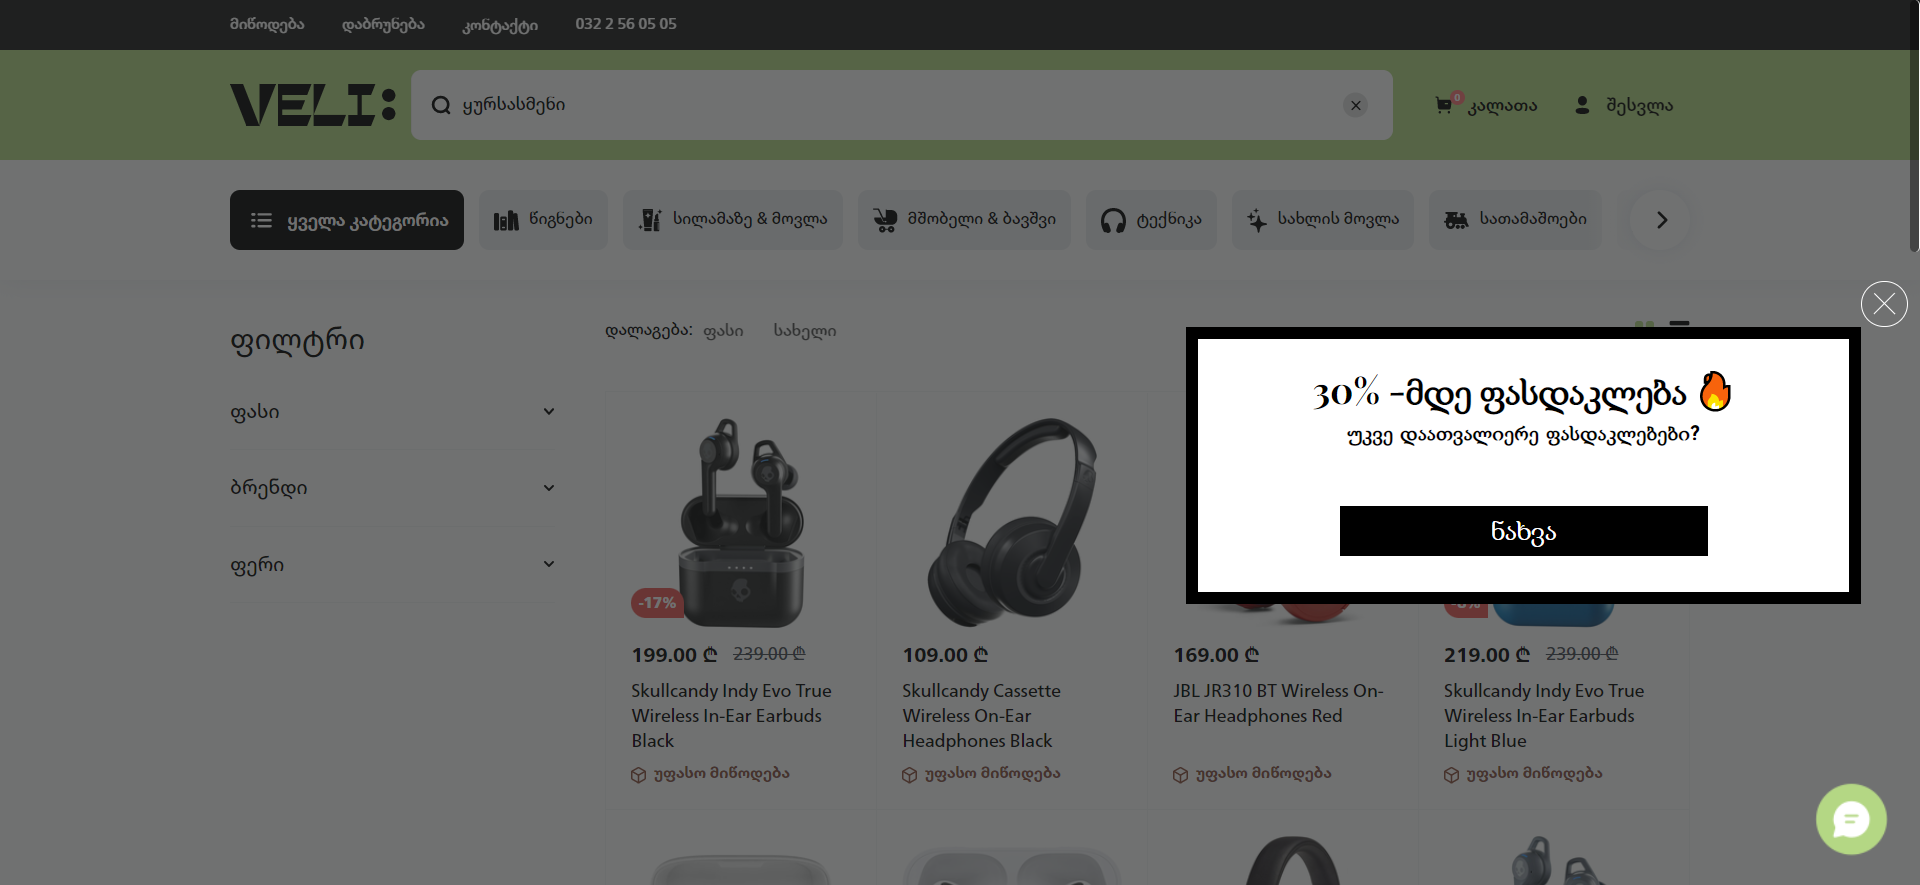 მიწოდება დაბრუნება კონტაქტი 032 2 56 05 05
VELI:
ყურსასმენი
0 კალათა შესვლა
ყველა კატეგორია წიგნები სილამაზე & მოვლა მშობელი & ბავშვი ტექნიკა სახლის მოვლა სათამაშოები
ფილტრი
ფასი
ბრენდი
ფერი
დალაგება: ფასი სახელი
30% -მდე ფასდაკლება
უკვე დაათვალიერე ფასდაკლებები?
ნახვა
-17%
199.00 ₾ 239.00 ₾
Skullcandy Indy Evo True
Wireless In-Ear Earbuds
Black
უფასო მიწოდება
109.00 ₾
Skullcandy Cassette
Wireless On-Ear
Headphones Black
უფასო მიწოდება
169.00 ₾
JBL JR310 BT Wireless On-
Ear Headphones Red
უფასო მიწოდება
219.00 ₾ 239.00 ₾
Skullcandy Indy Evo True
Wireless In-Ear Earbuds
Light Blue
უფასო მიწოდება